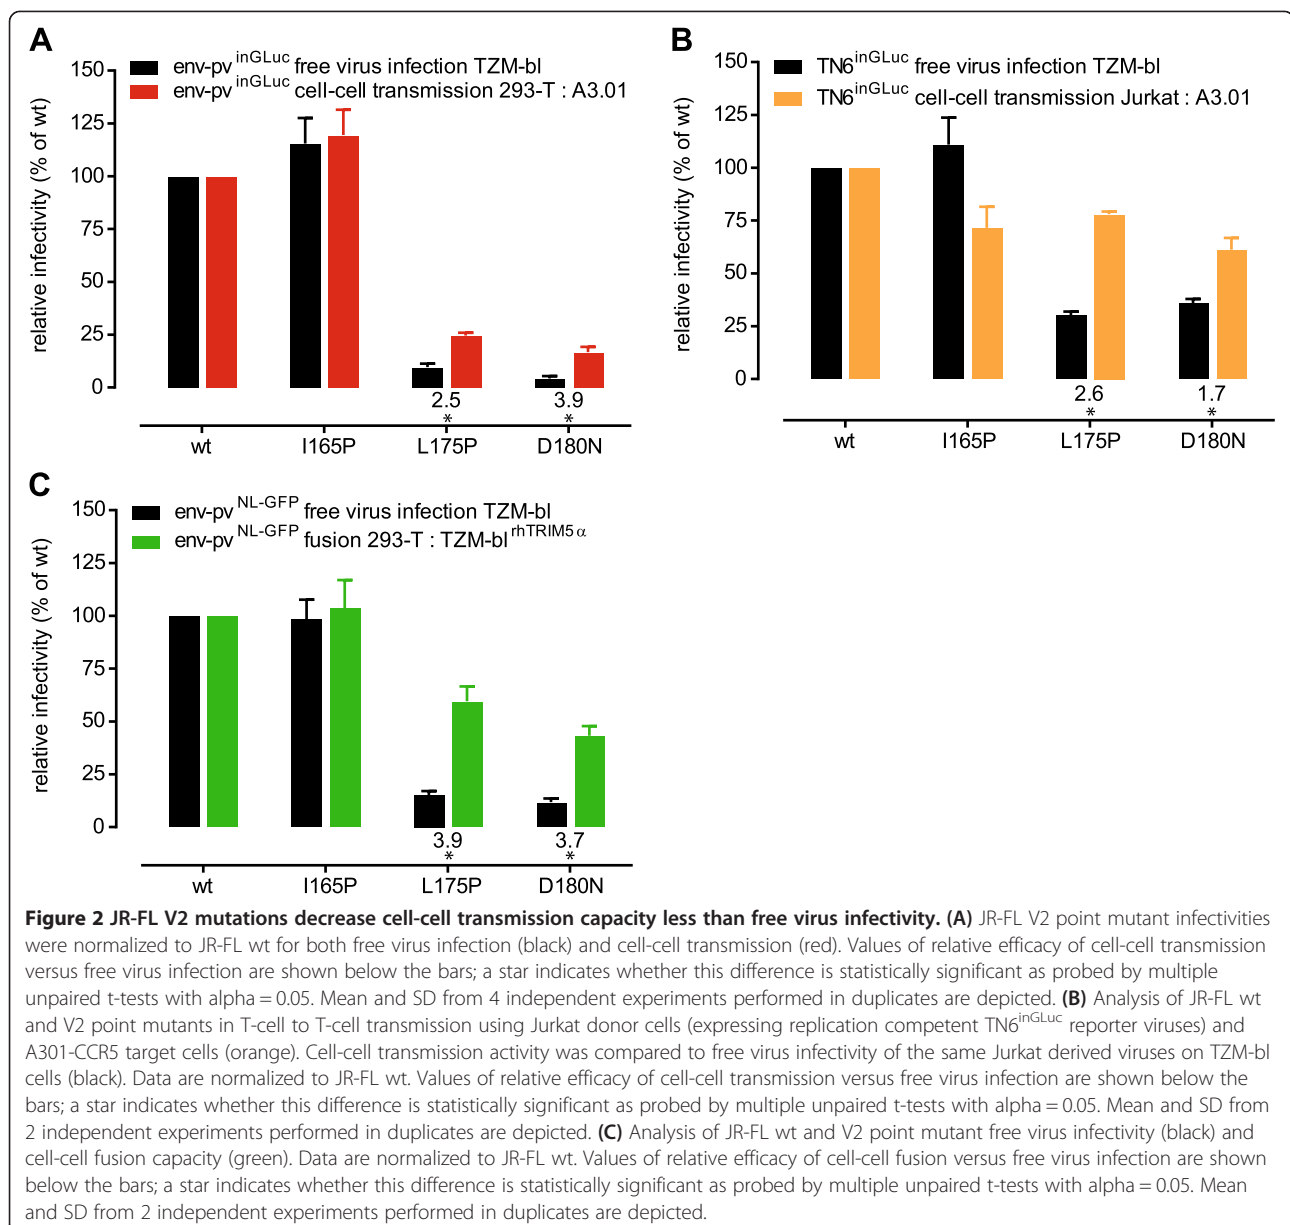 A
env-pv inGLuc free virus infection TZM-bl
env-pv inGLuc cell-cell transmission 293-T : A3.01
relative infectivity (% of wt)
150
125
100
75
50
25
0
2.5
3.9
*
*
wt
I165P
L175P
D180N
B
TN6 inGLuc free virus infection TZM-bl
TN6 inGLuc cell-cell transmission Jurkat : A3.01
relative infectivity (% of wt)
150
125
100
75
50
25
0
2.6
1.7
*
*
wt
I165P
L175P
D180N
C
env-pv NL-GFP free virus infection TZM-bl
env-pv NL-GFP fusion 293-T : TZM-bl rhTRIM5 α
relative infectivity (% of wt)
150
125
100
75
50
25
0
3.9
3.7
*
*
wt
I165P
L175P
D180N
Figure 2 JR-FL V2 mutations decrease cell-cell transmission capacity less than free virus infectivity. (A) JR-FL V2 point mutant infectivities
were normalized to JR-FL wt for both free virus infection (black) and cell-cell transmission (red). Values of relative efficacy of cell-cell transmission
versus free virus infection are shown below the bars; a star indicates whether this difference is statistically significant as probed by multiple
unpaired t-tests with alpha = 0.05. Mean and SD from 4 independent experiments performed in duplicates are depicted. (B) Analysis of JR-FL wt
and V2 point mutants in T-cell to T-cell transmission using Jurkat donor cells (expressing replication competent TN6 inGLuc reporter viruses) and
A301-CCR5 target cells (orange). Cell-cell transmission activity was compared to free virus infectivity of the same Jurkat derived viruses on TZM-bl
cells (black). Data are normalized to JR-FL wt. Values of relative efficacy of cell-cell transmission versus free virus infection are shown below the
bars; a star indicates whether this difference is statistically significant as probed by multiple unpaired t-tests with alpha = 0.05. Mean and SD from
2 independent experiments performed in duplicates are depicted. (C) Analysis of JR-FL wt and V2 point mutant free virus infectivity (black) and
cell-cell fusion capacity (green). Data are normalized to JR-FL wt. Values of relative efficacy of cell-cell fusion versus free virus infection are shown
below the bars; a star indicates whether this difference is statistically significant as probed by multiple unpaired t-tests with alpha = 0.05. Mean
and SD from 2 independent experiments performed in duplicates are depicted.